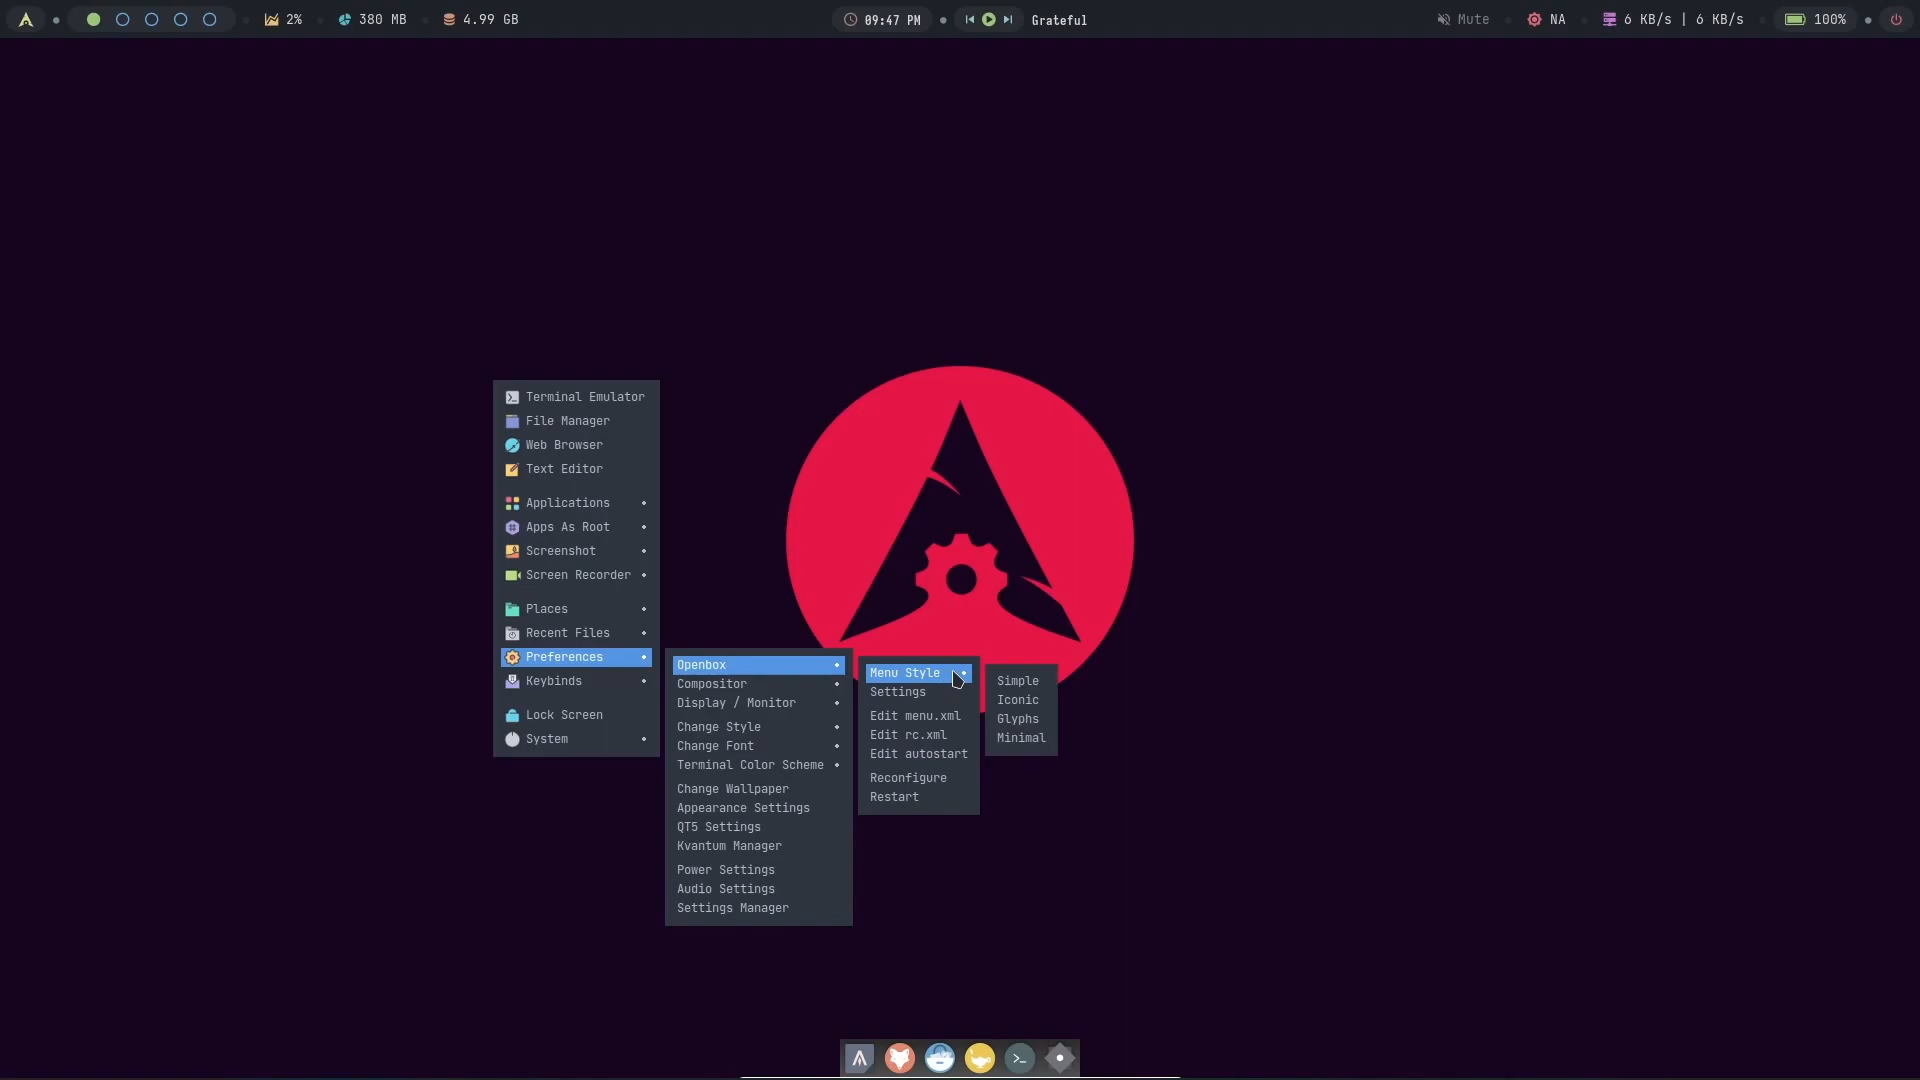 2% 380 MB 4.99 GB 09:47 PM Grateful Mute NA 6 KB/s | 6 KB/s 100%
Terminal Emulator
File Manager
Web Browser
Text Editor
Applications
Apps As Root
Screenshot
Screen Recorder
Places
Recent Files
Preferences
Keybinds
Lock Screen
System
Openbox
Compositor
Display / Monitor
Change Style
Change Font
Terminal Color Scheme
Change Wallpaper
Appearance Settings
QT5 Settings
Kvantum Manager
Power Settings
Audio Settings
Settings Manager
Menu Style
Settings
Edit menu.xml
Edit rc.xml
Edit autostart
Reconfigure
Restart
Simple
Iconic
Glyphs
Minimal